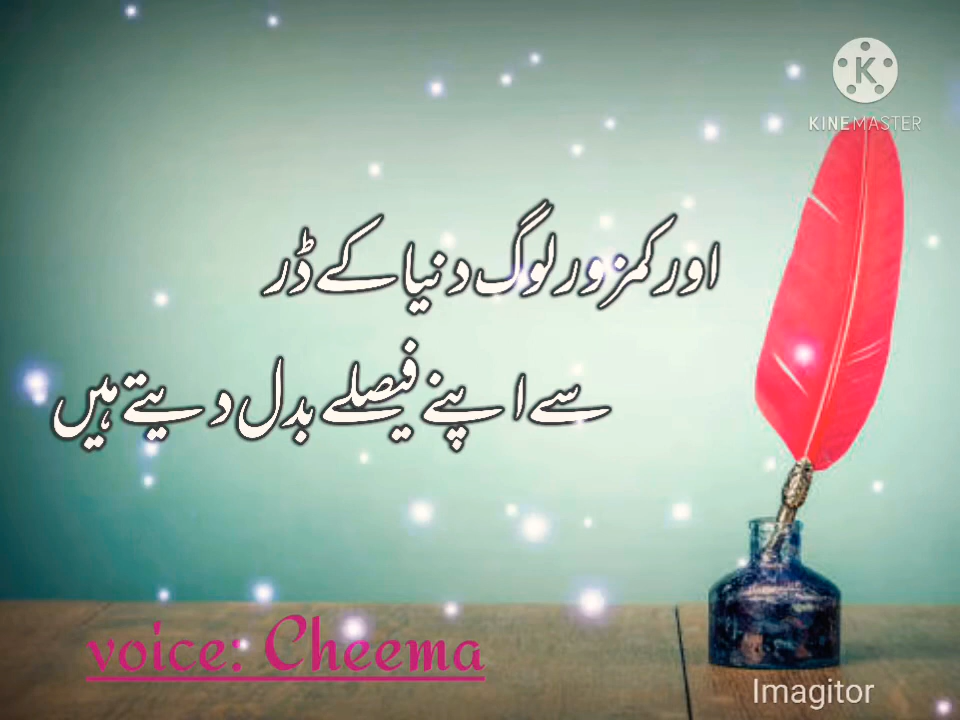 K
KINEMASTER
اور کمزور لوگ دنیا کے ڈر
سے اپنے فیصلے بدل دیتے ہیں
voice: Cheema
Imagitor